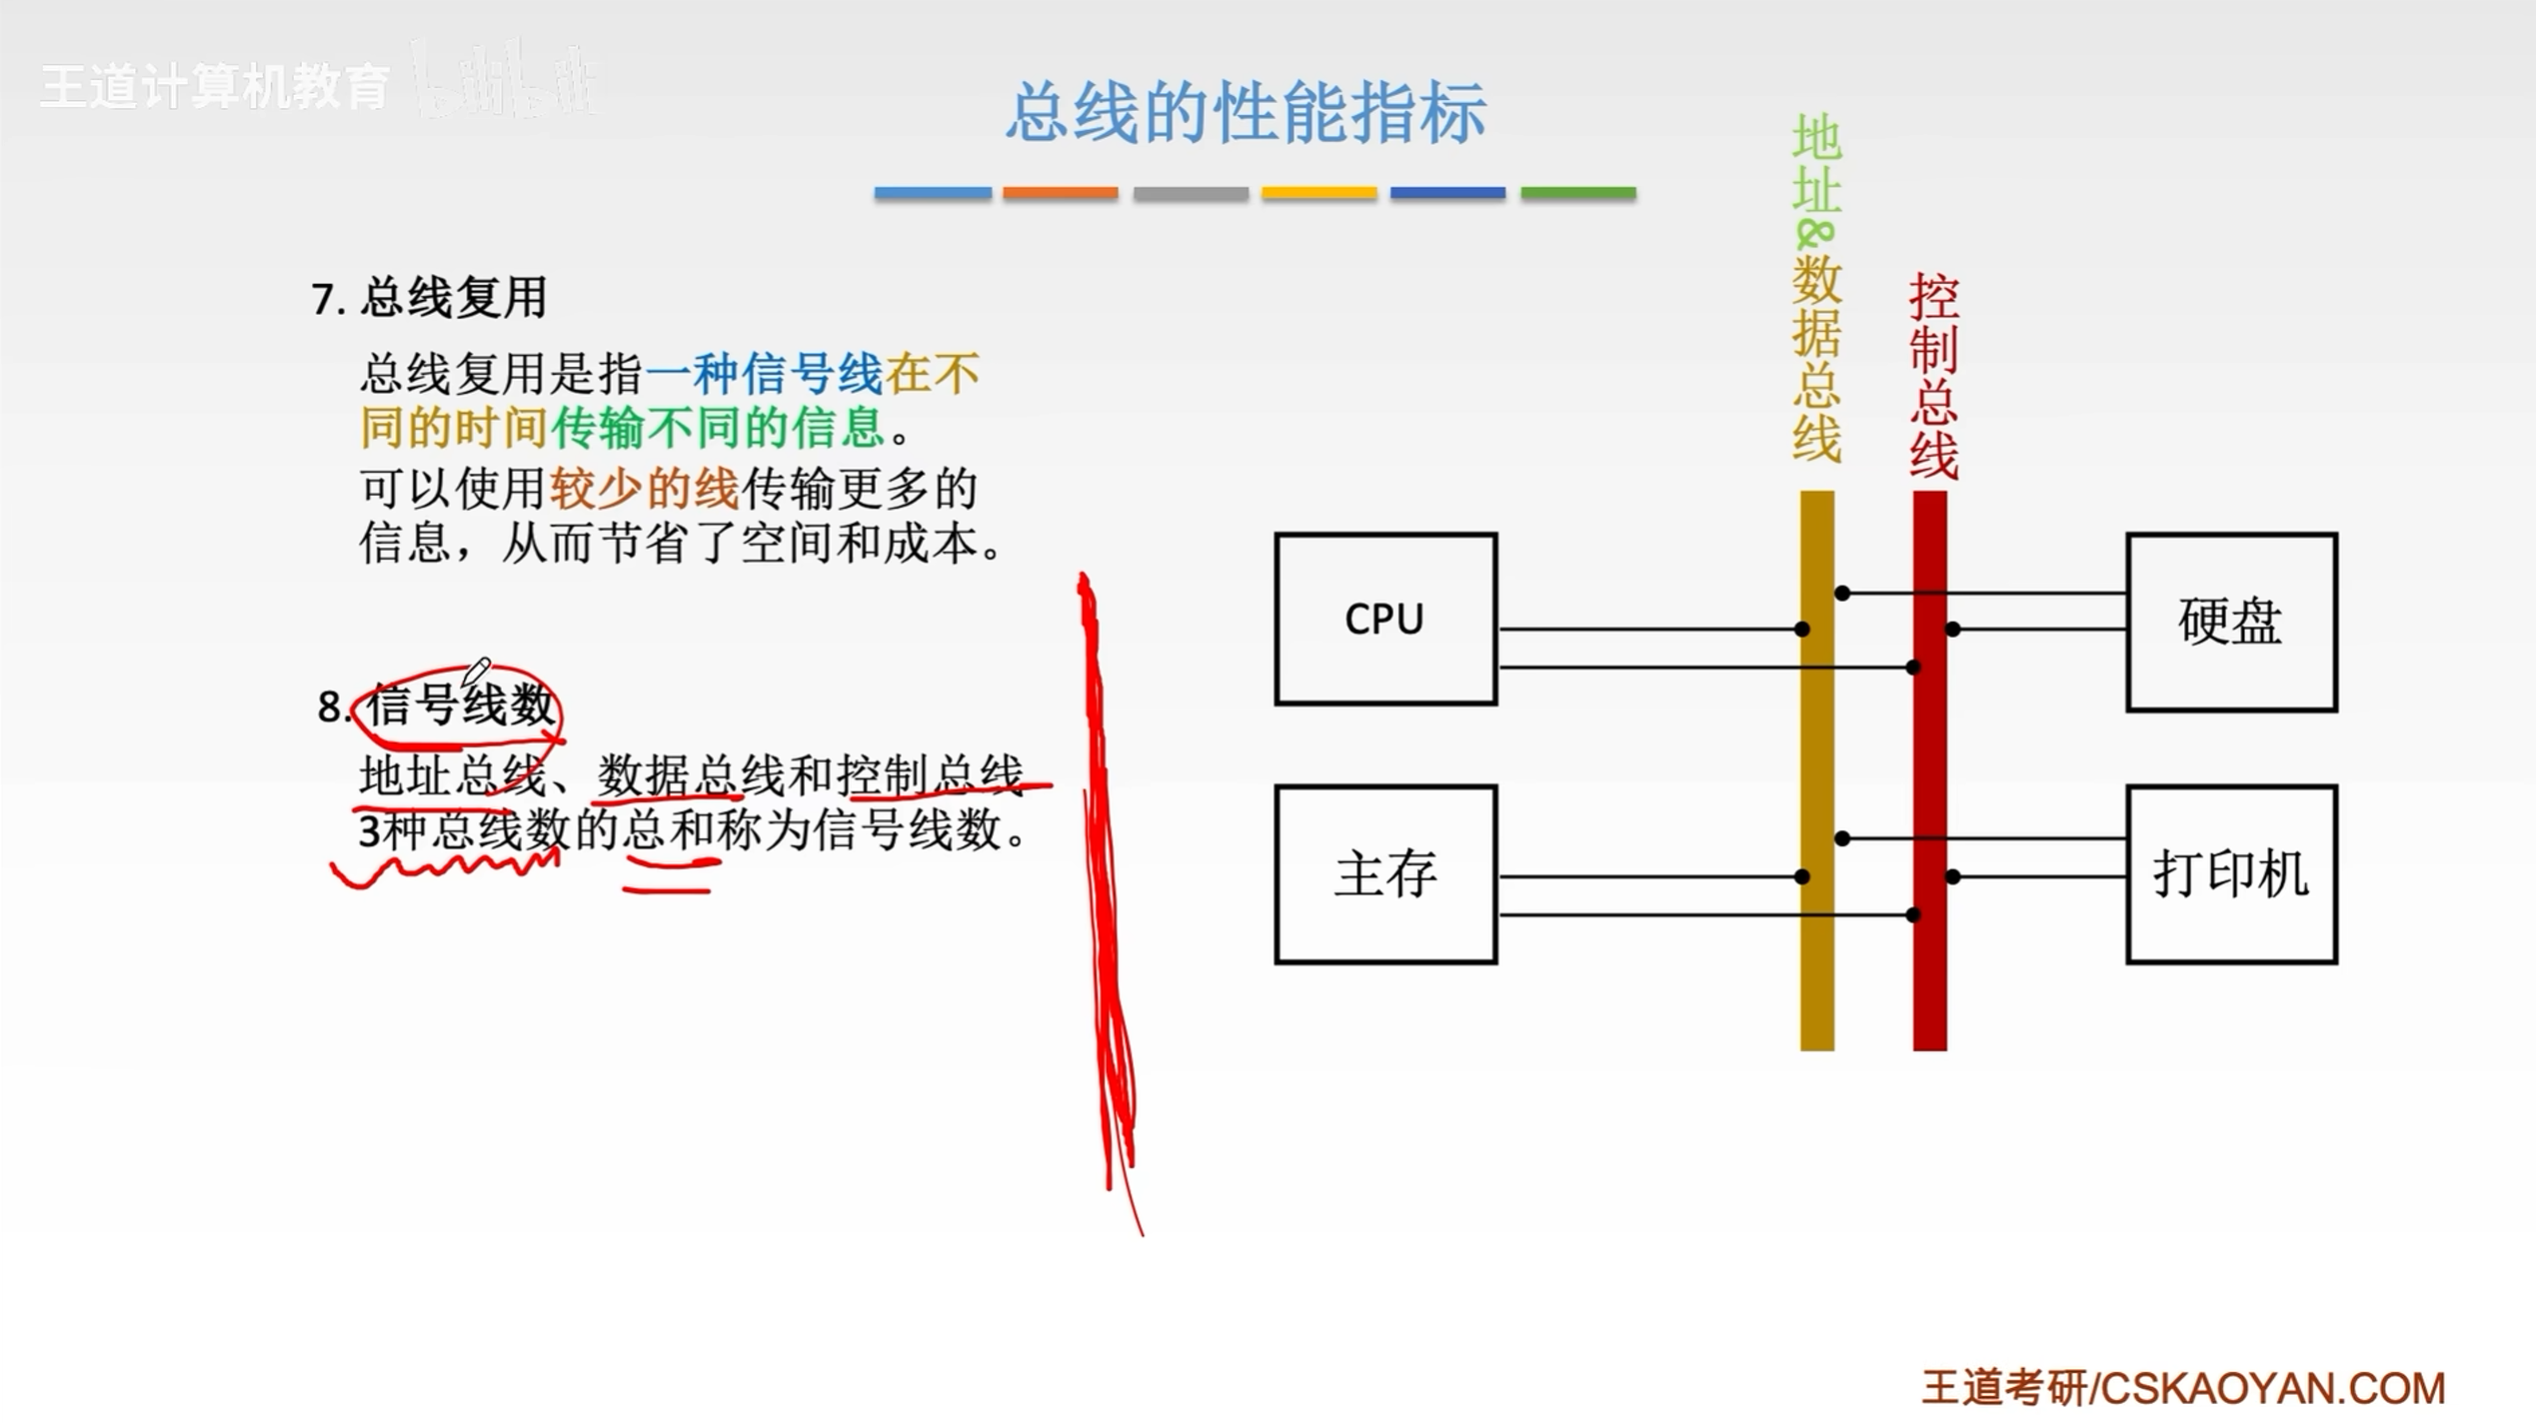 王道计算机教育 bilibili
总线的性能指标
7. 总线复用
总线复用是指一种信号线在不
同的时间传输不同的信息。
可以使用较少的线传输更多的
信息，从而节省了空间和成本。
8. 信号线数
地址总线、数据总线和控制总线
3种总线数的总和称为信号线数。
地址&数据总线
控制总线
CPU
硬盘
主存
打印机
王道考研/CSKAOYAN.COM